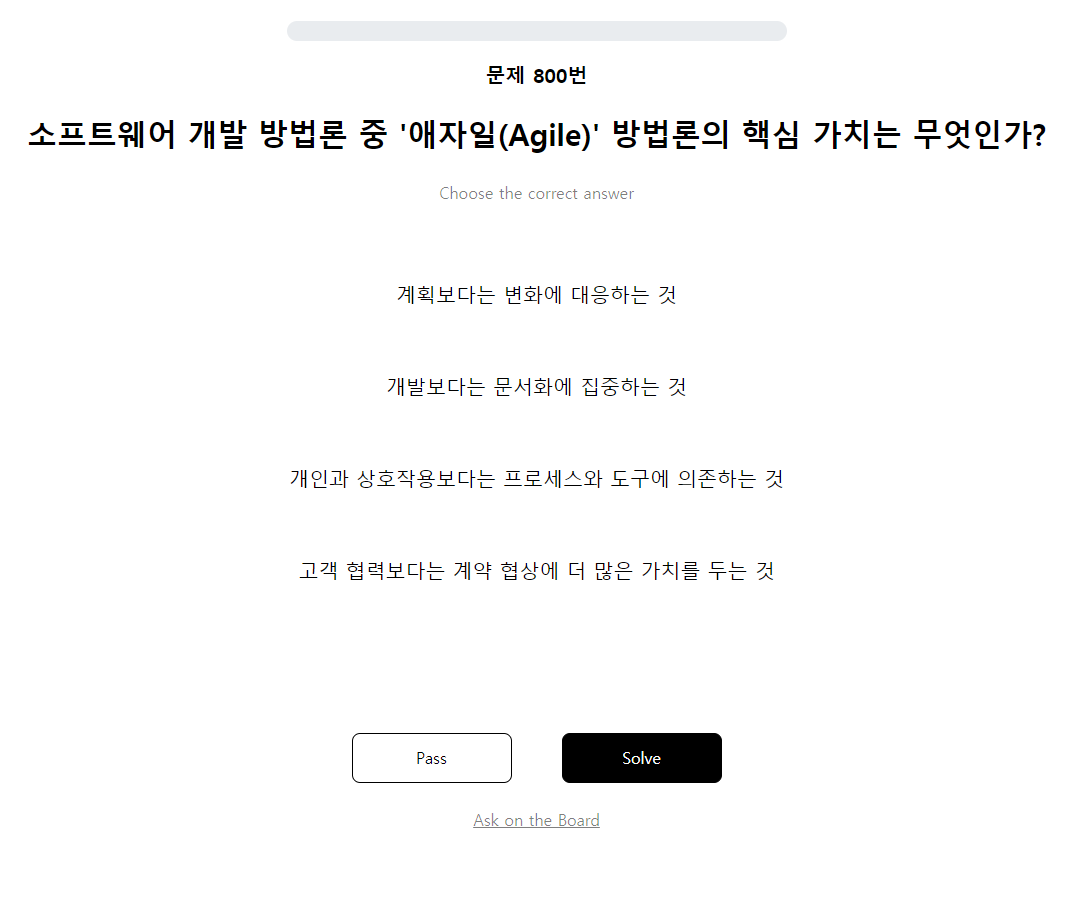 문제 800번
소프트웨어 개발 방법론 중 '애자일(Agile)' 방법론의 핵심 가치는 무엇인가?
Choose the correct answer
계획보다는 변화에 대응하는 것
개발보다는 문서화에 집중하는 것
개인과 상호작용보다는 프로세스와 도구에 의존하는 것
고객 협력보다는 계약 협상에 더 많은 가치를 두는 것
Pass
Solve
Ask on the Board